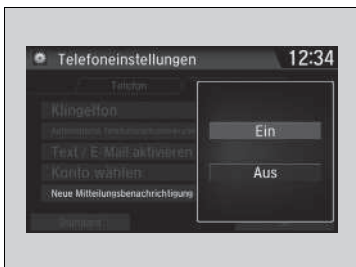 Telefoneinstellungen
12:34
Telefon
Klingelton
Text / E-Mail aktivieren
Konto wählen
Neue Mitteilungsbenachrichtigung
Ein
Aus
Standard